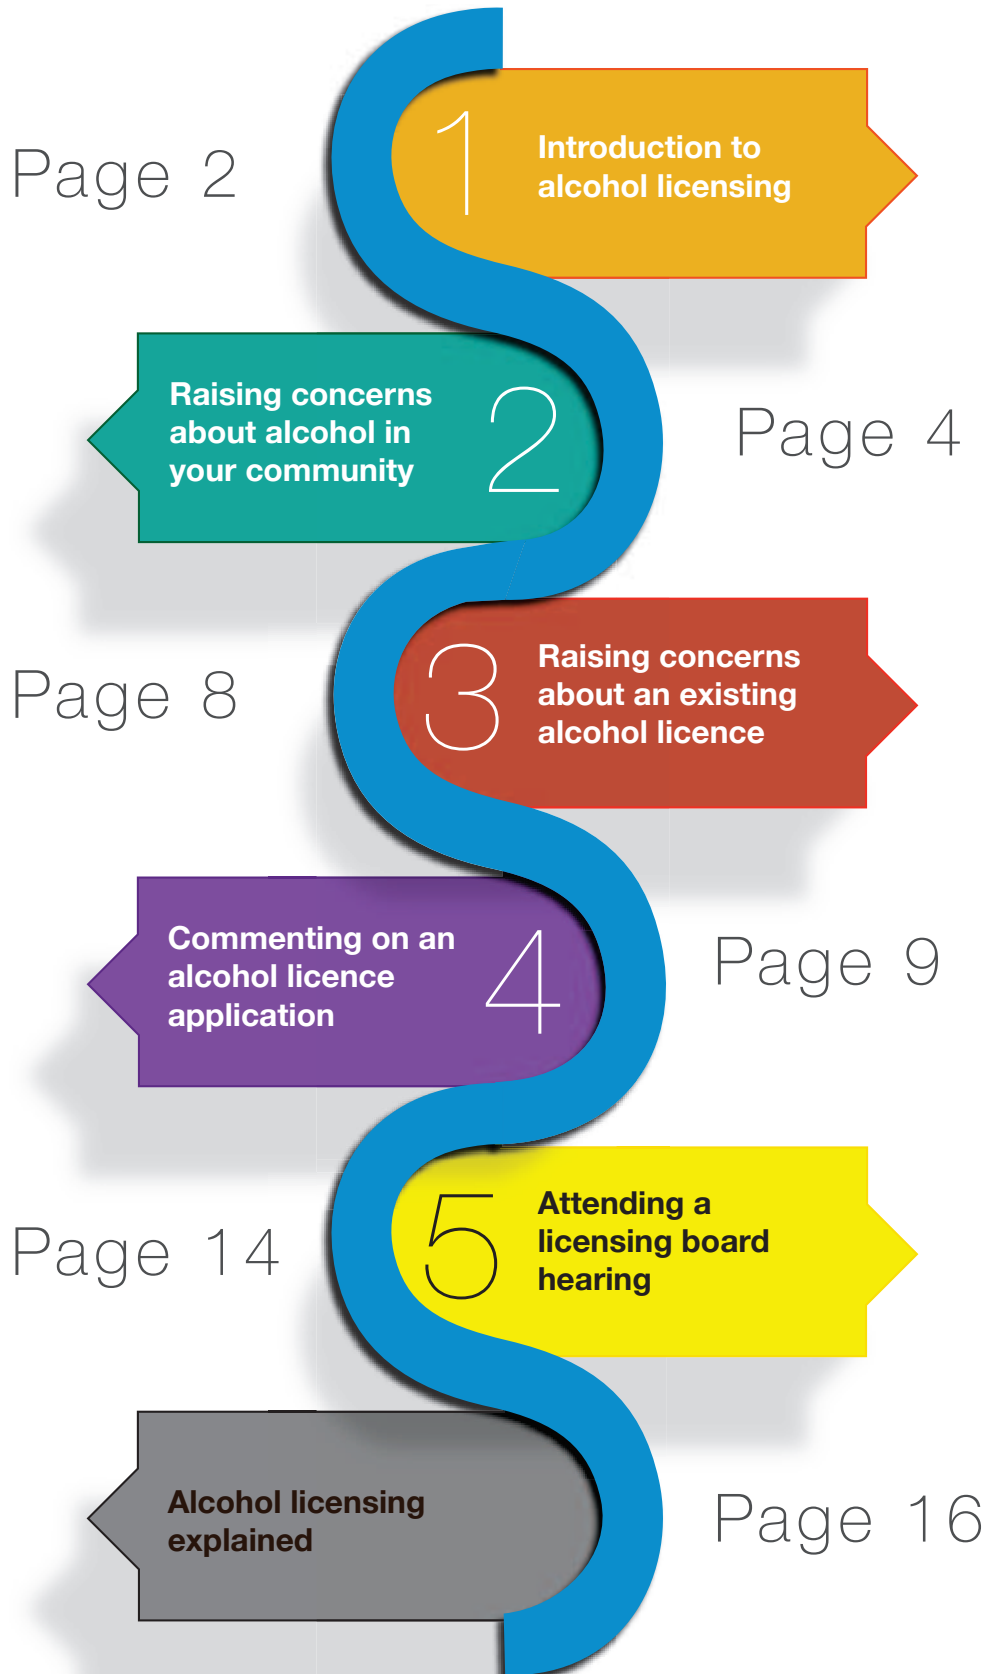 Page 2
1
Introduction to
alcohol licensing
Raising concerns
about alcohol in
your community
2
Page 4
Page 8
3
Raising concerns
about an existing
alcohol licence
Commenting on an
alcohol licence
application
4
Page 9
Page 14
5
Attending a
licensing board
hearing
Alcohol licensing
explained
Page 16